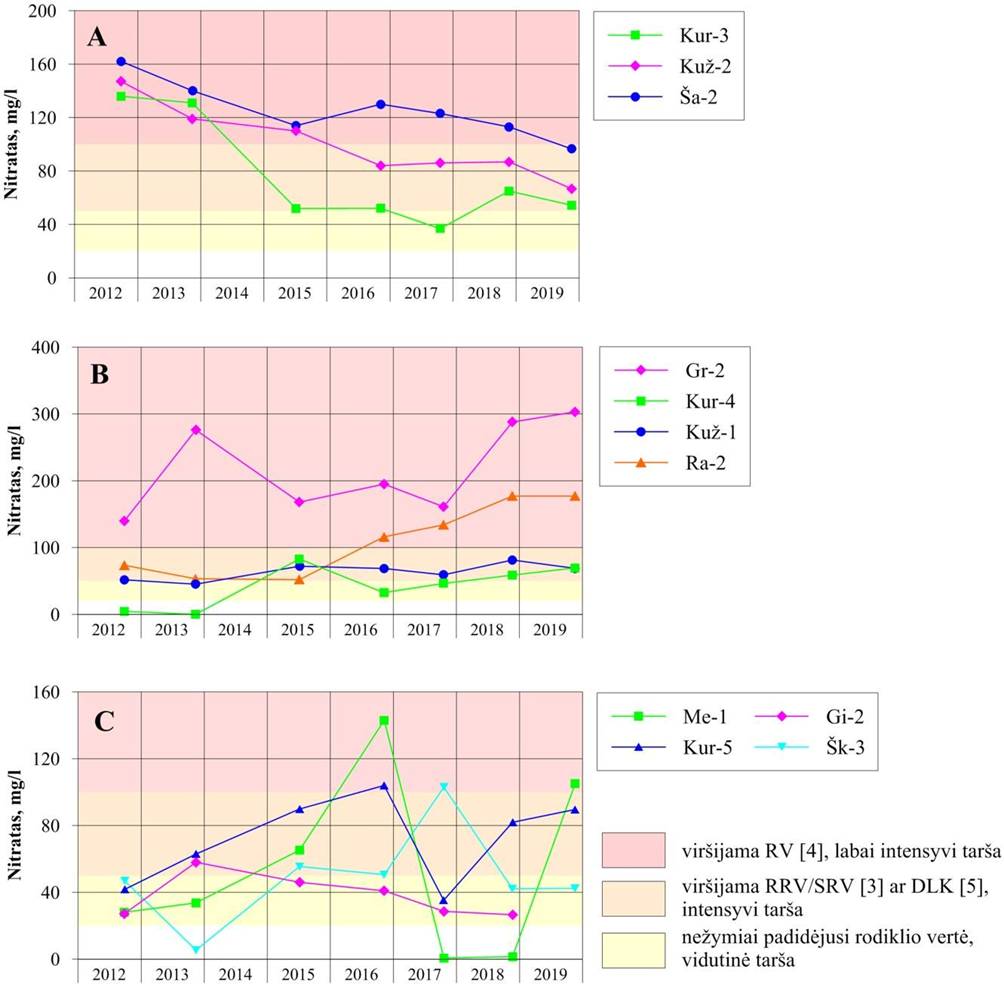 A
Nitratas, mg/l
200
160
120
80
40
0
2012 2013 2014 2015 2016 2017 2018 2019
Kur-3
Kuž-2
Ša-2
B
Nitratas, mg/l
400
300
200
100
0
2012 2013 2014 2015 2016 2017 2018 2019
Gr-2
Kur-4
Kuž-1
Ra-2
C
Nitratas, mg/l
160
120
80
40
0
2012 2013 2014 2015 2016 2017 2018 2019
Me-1 Gi-2
Kur-5 Šk-3
viršijama RV [4], labai intensyvi tarša
viršijama RRV/SRV [3] ar DLK [5],
intensyvi tarša
nežymiai padidėjusi rodiklio vertė,
vidutinė tarša